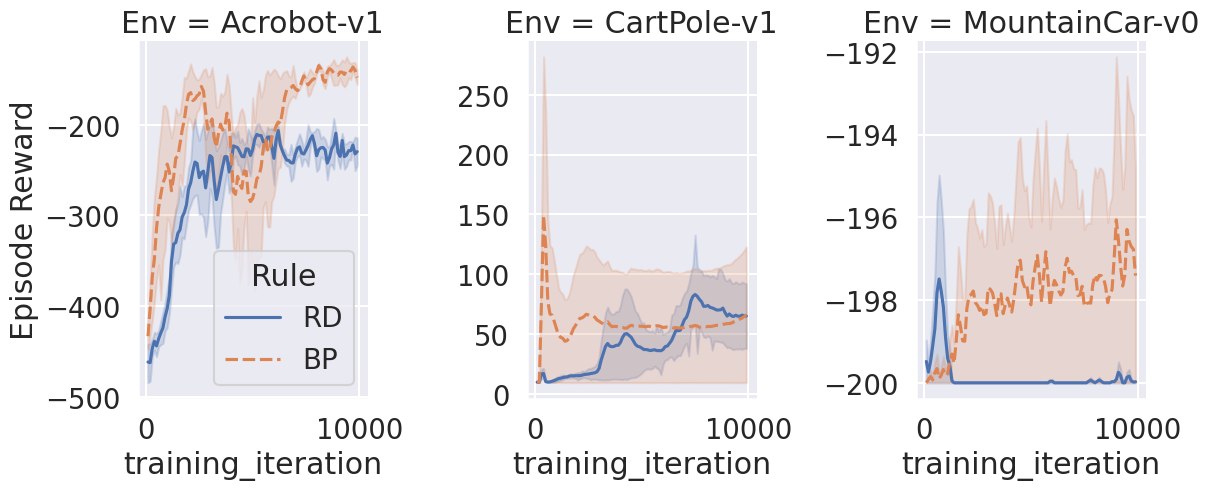 Env = Acrobot-v1
Episode Reward
−200
−300
−400
−500
0
10000
training_iteration
Rule
RD
BP
Env = CartPole-v1
250
200
150
100
50
0
0
10000
training_iteration
Env = MountainCar-v0
−192
−194
−196
−198
−200
0
10000
training_iteration